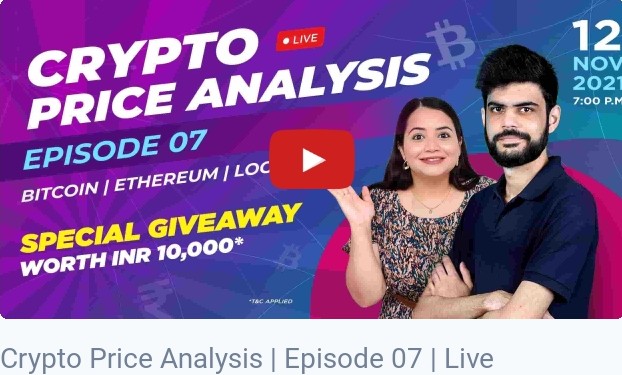 CRYPTO
LIVE
PRICE ANALYSIS
EPISODE 07
BITCOIN | ETHEREUM |
SPECIAL GIVEAWAY
WORTH INR 10,000*
*T&C APPLIED
12
NOV
2021
7:00 P.M
Crypto Price Analysis | Episode 07 | Live